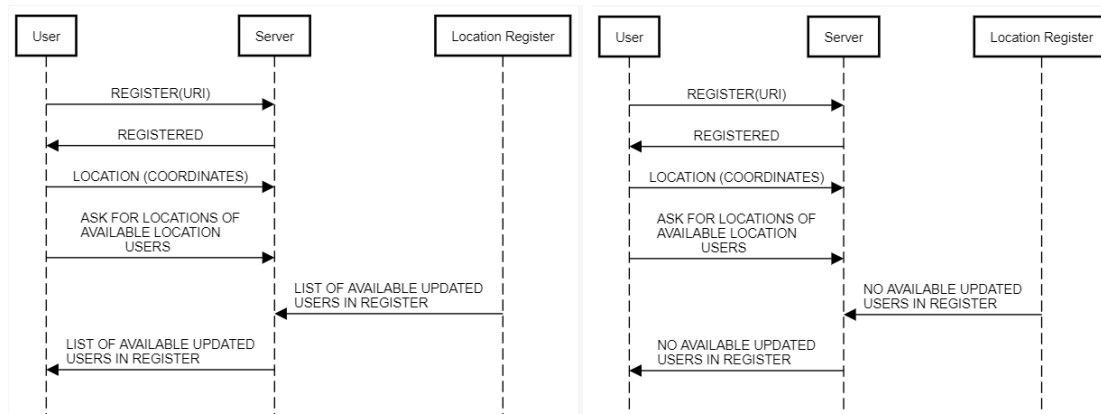 User
Server
Location Register
REGISTER(URI)
REGISTERED
LOCATION (COORDINATES)
ASK FOR LOCATIONS OF
AVAILABLE LOCATION
USERS
LIST OF AVAILABLE UPDATED
USERS IN REGISTER
LIST OF AVAILABLE UPDATED
USERS IN REGISTER
User
Server
Location Register
REGISTER(URI)
REGISTERED
LOCATION (COORDINATES)
ASK FOR LOCATIONS OF
AVAILABLE LOCATION
USERS
NO AVAILABLE UPDATED
USERS IN REGISTER
NO AVAILABLE UPDATED
USERS IN REGISTER